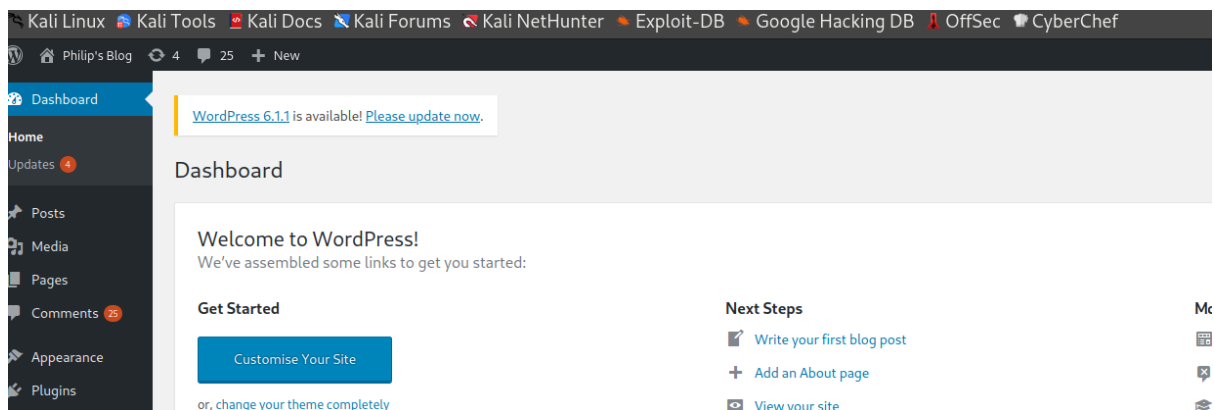 Kali Linux Kali Tools Kali Docs Kali Forums Kali NetHunter Exploit-DB Google Hacking DB OffSec CyberChef
Philip's Blog 4 25 + New
Dashboard
Home
Updates 4
Posts
Media
Pages
Comments 25
Appearance
Plugins
WordPress 6.1.1 is available! Please update now.
Dashboard
Welcome to WordPress!
We've assembled some links to get you started:
Get Started
Customise Your Site
or, change your theme completely
Next Steps
Write your first blog post
Add an About page
View your site